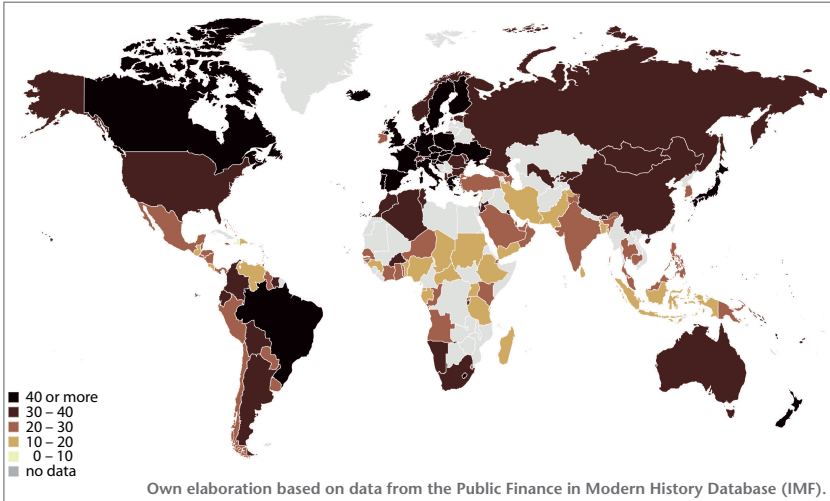 40 or more
30 – 40
20 – 30
10 – 20
0 – 10
no data
Own elaboration based on data from the Public Finance in Modern History Database (IMF).